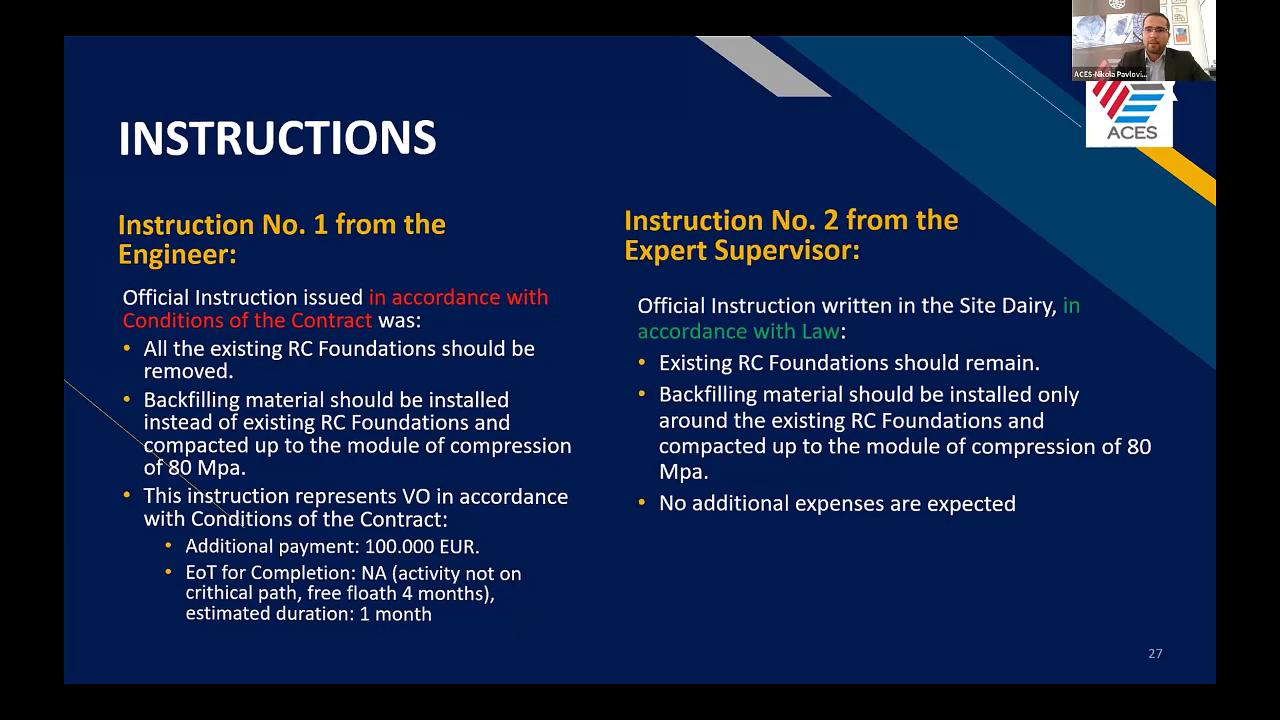 ACES-Nikola Pavlovi...
ACES
INSTRUCTIONS
Instruction No. 1 from the
Engineer:
Official Instruction issued in accordance with
Conditions of the Contract was:
• All the existing RC Foundations should be
removed.
• Backfilling material should be installed
instead of existing RC Foundations and
compacted up to the module of compression
of 80 Mpa.
• This instruction represents VO in accordance
with Conditions of the Contract:
• Additional payment: 100.000 EUR.
• EoT for Completion: NA (activity not on
crithical path, free floath 4 months),
estimated duration: 1 month
Instruction No. 2 from the
Expert Supervisor:
Official Instruction written in the Site Dairy, in
accordance with Law:
• Existing RC Foundations should remain.
• Backfilling material should be installed only
around the existing RC Foundations and
compacted up to the module of compression of 80
Mpa.
• No additional expenses are expected
27